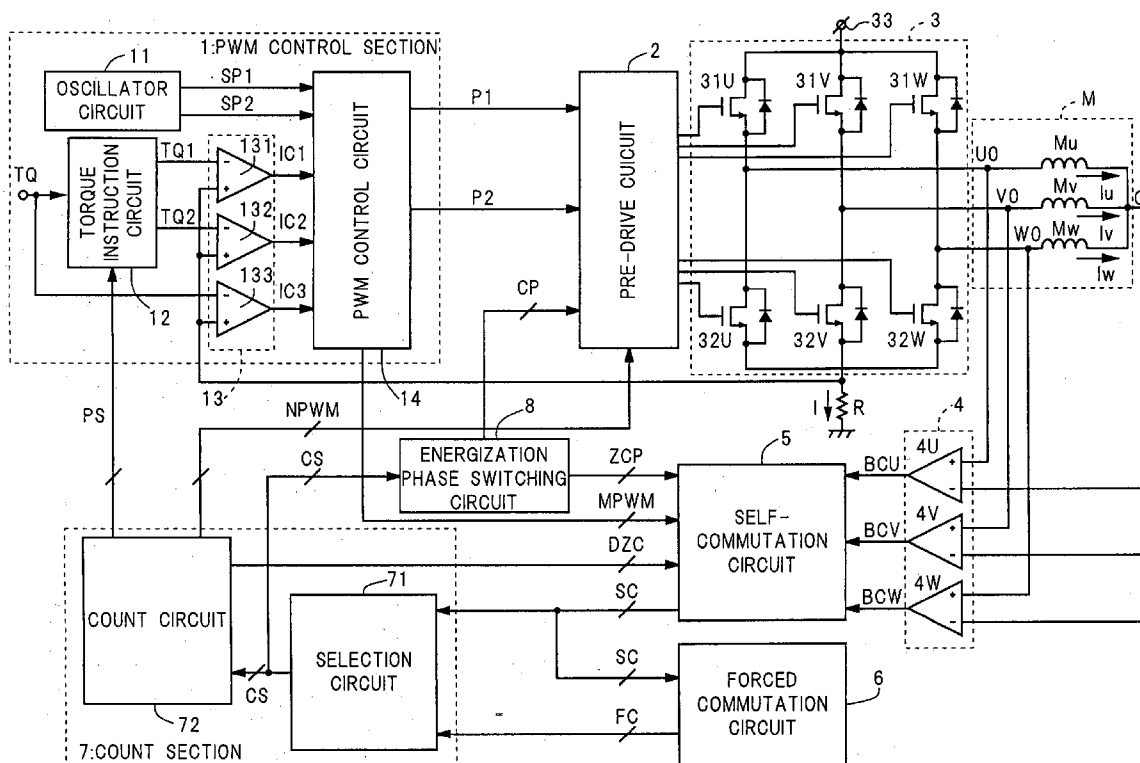 33
3
11
1:PWM CONTROL SECTION
2
SP1
OSCILLATOR
CIRCUIT
SP2
31U
31V
31W
M
P1
TQ
TQ1
131
IC1
TORQUE
INSTRUCTION
CIRCUIT
TQ2
132
IC2
133
IC3
12
PWM CONTROL CIRCUIT
P2
PRE-DRIVE CUICUIT
CP
UO
Mu
Iu
VO
Mv
Iv
WO
Mw
Iw
C
32U
32V
32W
13
14
I
R
PS
NPWM
8
CS
ENERGIZATION
PHASE SWITCHING
CIRCUIT
ZCP
MPWM
DZC
SC
5
SELF-
COMMUTATION
CIRCUIT
4
BCU
4U
BCV
4V
BCW
4W
71
COUNT CIRCUIT
SELECTION
CIRCUIT
CS
SC
FC
FORCED
COMMUTATION
CIRCUIT
6
72
7:COUNT SECTION